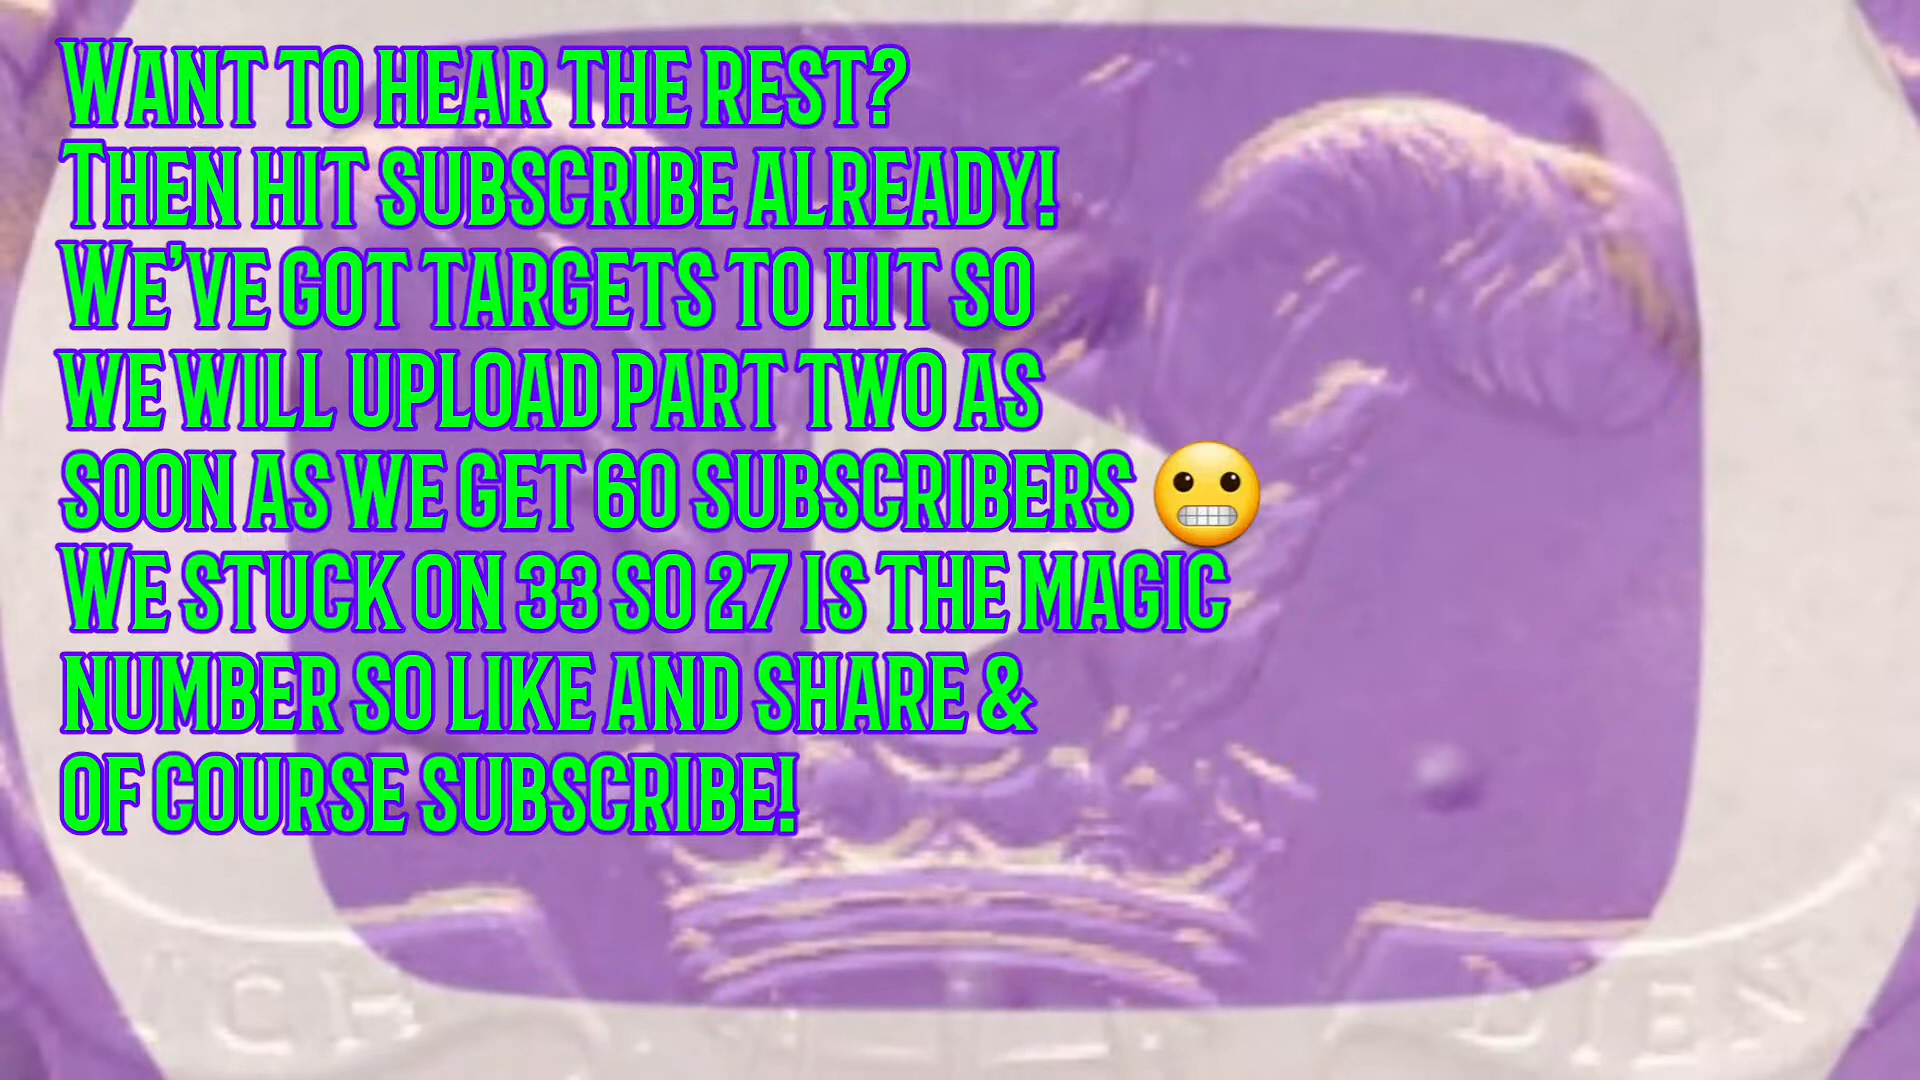 Want to hear the rest?
Then hit subscribe already!
We've got targets to hit so
we will upload part two as
soon as we get 60 subscribers 😬
We stuck on 33 so 27 is the magic
number so like and share &
of course subscribe!
ICH DIEN